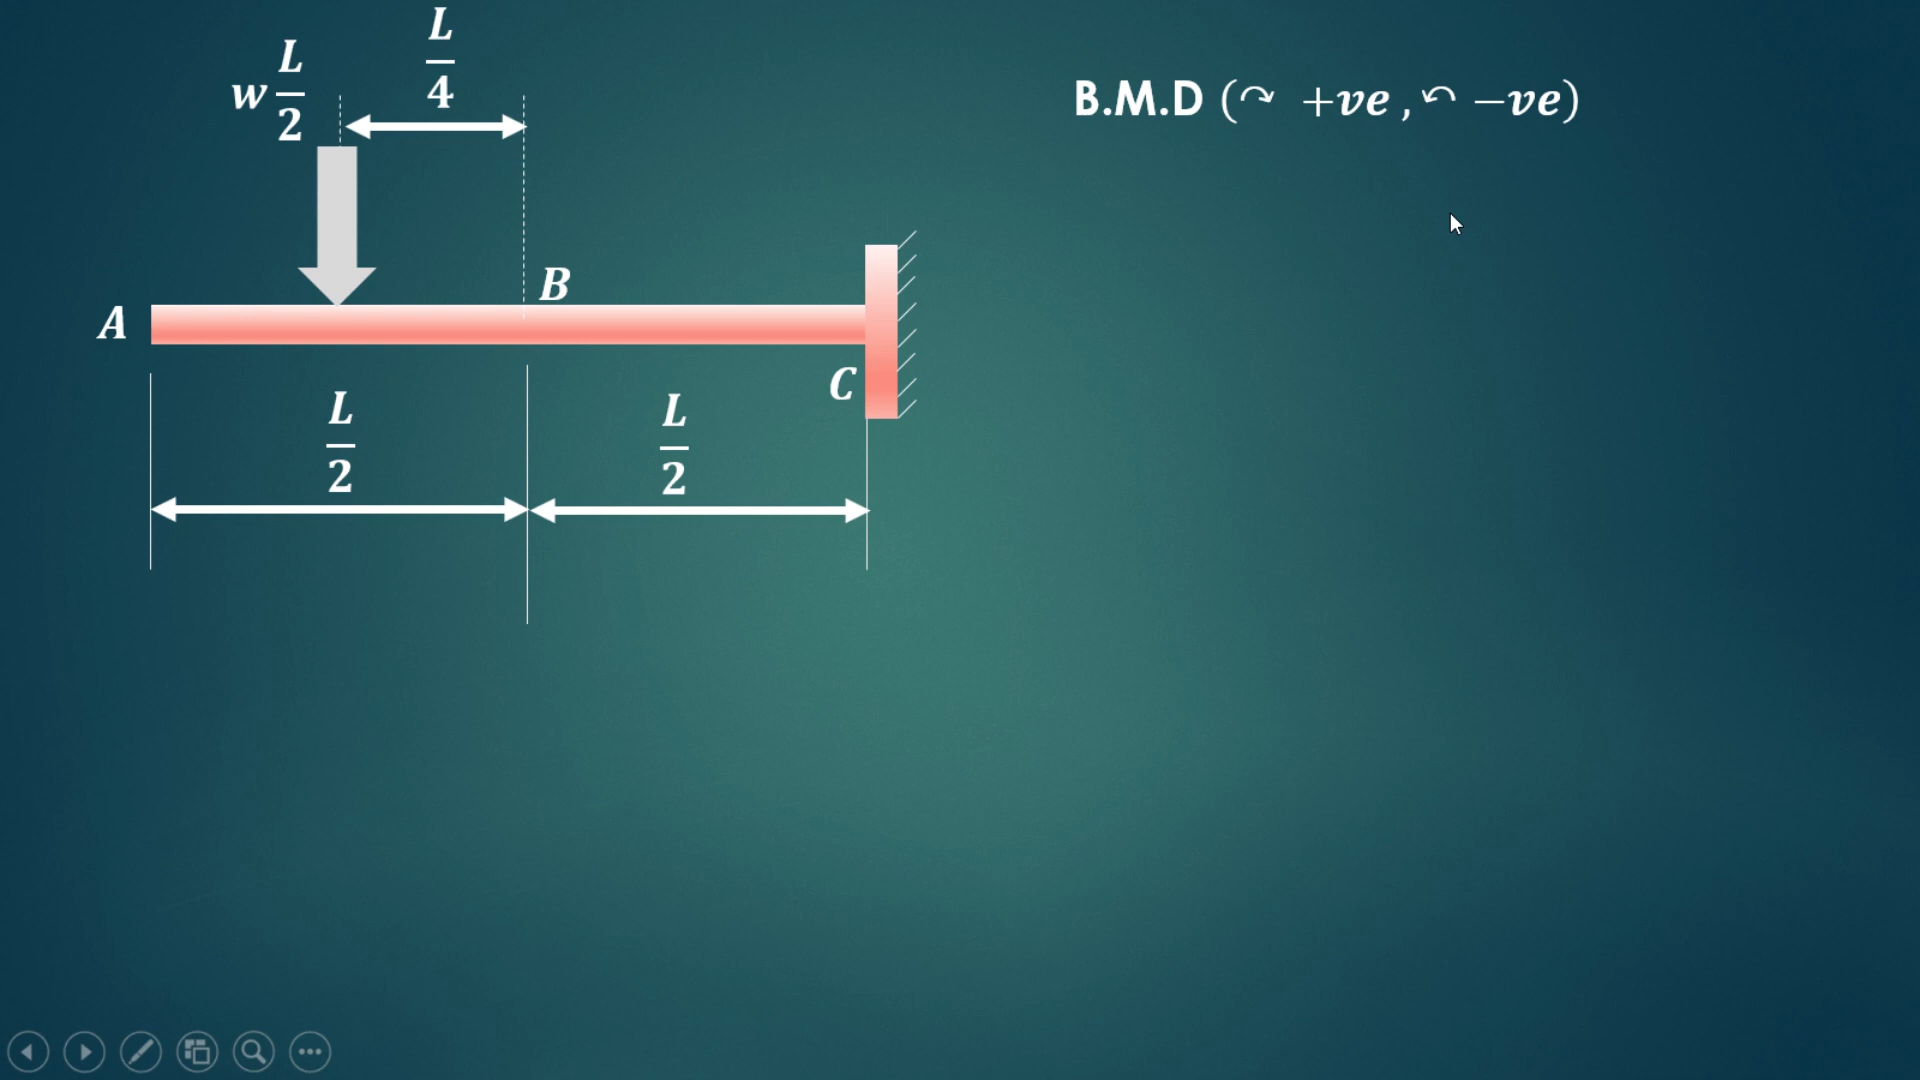 w L/2
L/4
B.M.D (↷ +ve , ↶ −ve)
B
A
C
L/2
L/2